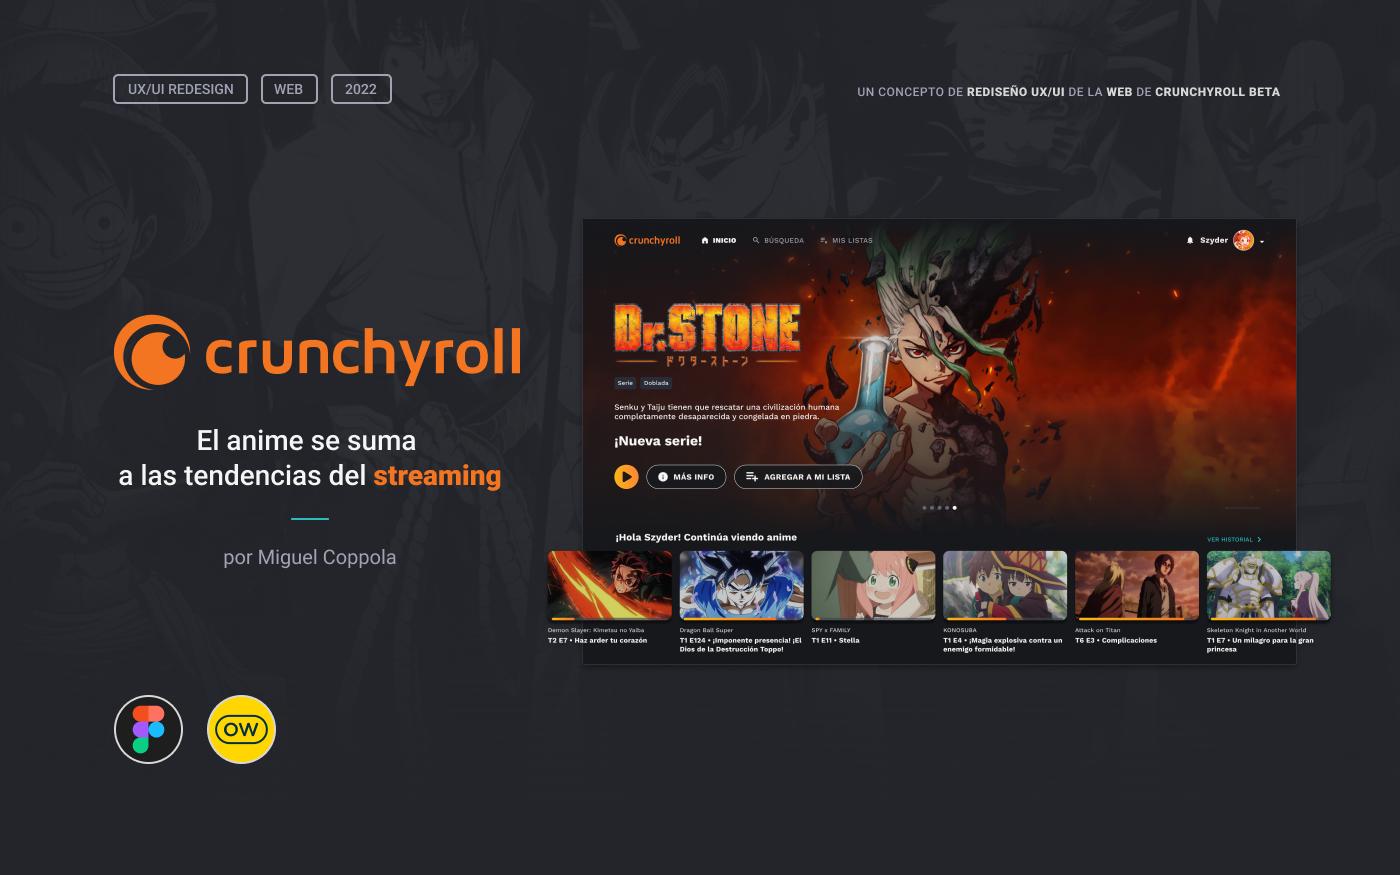 UX/UI REDESIGN
WEB
2022
UN CONCEPTO DE REDISEÑO UX/UI DE LA WEB DE CRUNCHYROLL BETA
crunchyroll
El anime se suma
a las tendencias del streaming
por Miguel Coppola
OW
crunchyroll
INICIO
BÚSQUEDA
MIS LISTAS
Szyder
Dr.STONE
ドクターストーン
Serie
Doblada
Senku y Taiju tienen que rescatar una civilización humana
completamente desaparecida y congelada en piedra.
¡Nueva serie!
MÁS INFO
AGREGAR A MI LISTA
¡Hola Szyder! Continúa viendo anime
VER HISTORIAL
Demon Slayer: Kimetsu no Yaiba
T2 E7 • Haz arder tu corazón
Dragon Ball Super
T1 E124 • ¡Imponente presencia! ¡El
Dios de la Destrucción Toppo!
SPY x FAMILY
T1 E11 • Stella
KONOSUBA
T1 E4 • ¡Magia explosiva contra un
enemigo formidable!
Attack on Titan
T6 E3 • Complicaciones
Skeleton Knight in Another World
T1 E7 • Un milagro para la gran
princesa